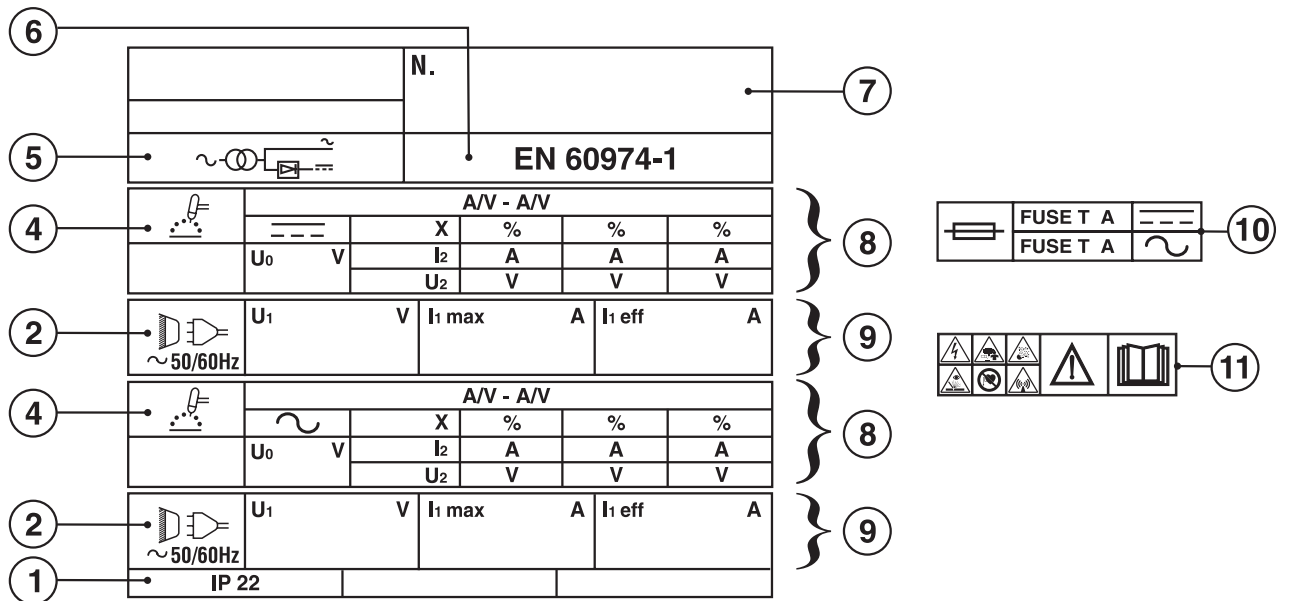 6
N.
7
5
EN 60974-1
4
A/V - A/V
X % % %
U0 V I2 A A A
U2 V V V
8
FUSE T A
FUSE T A
10
2
U1 V I1 max A I1 eff A
~ 50/60Hz
9
11
4
A/V - A/V
X % % %
U0 V I2 A A A
U2 V V V
8
2
U1 V I1 max A I1 eff A
~ 50/60Hz
9
1
IP 22